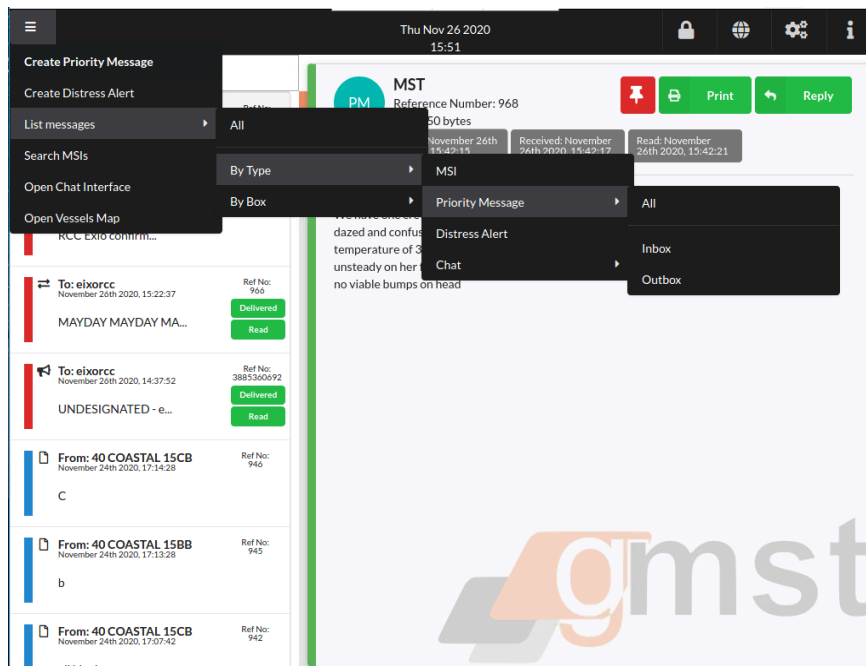 Thu Nov 26 2020
15:51
Create Priority Message
Create Distress Alert
List messages
Search MSIs
Open Chat Interface
Open Vessels Map
All
By Type
By Box
MSI
Priority Message
Distress Alert
Chat
All
Inbox
Outbox
RCC Exio confirm...
To: eixorcc
November 26th 2020, 15:22:37
MAYDAY MAYDAY MA...
Ref No:
966
Delivered
Read
To: eixorcc
November 26th 2020, 14:37:52
UNDESIGNATED - e...
Ref No:
3885360692
Delivered
Read
From: 40 COASTAL 15CB
November 24th 2020, 17:14:28
C
Ref No:
946
From: 40 COASTAL 15BB
November 24th 2020, 17:13:28
b
Ref No:
945
From: 40 COASTAL 15CB
November 24th 2020, 17:07:42
Ref No:
942
PM
MST
Reference Number: 968
50 bytes
Print
Reply
November 26th
15:42:15
Received: November
26th 2020, 15:42:17
Read: November
26th 2020, 15:42:21
We have one
dazed and
temperature of
unsteady on her
no viable bumps on head
gmst